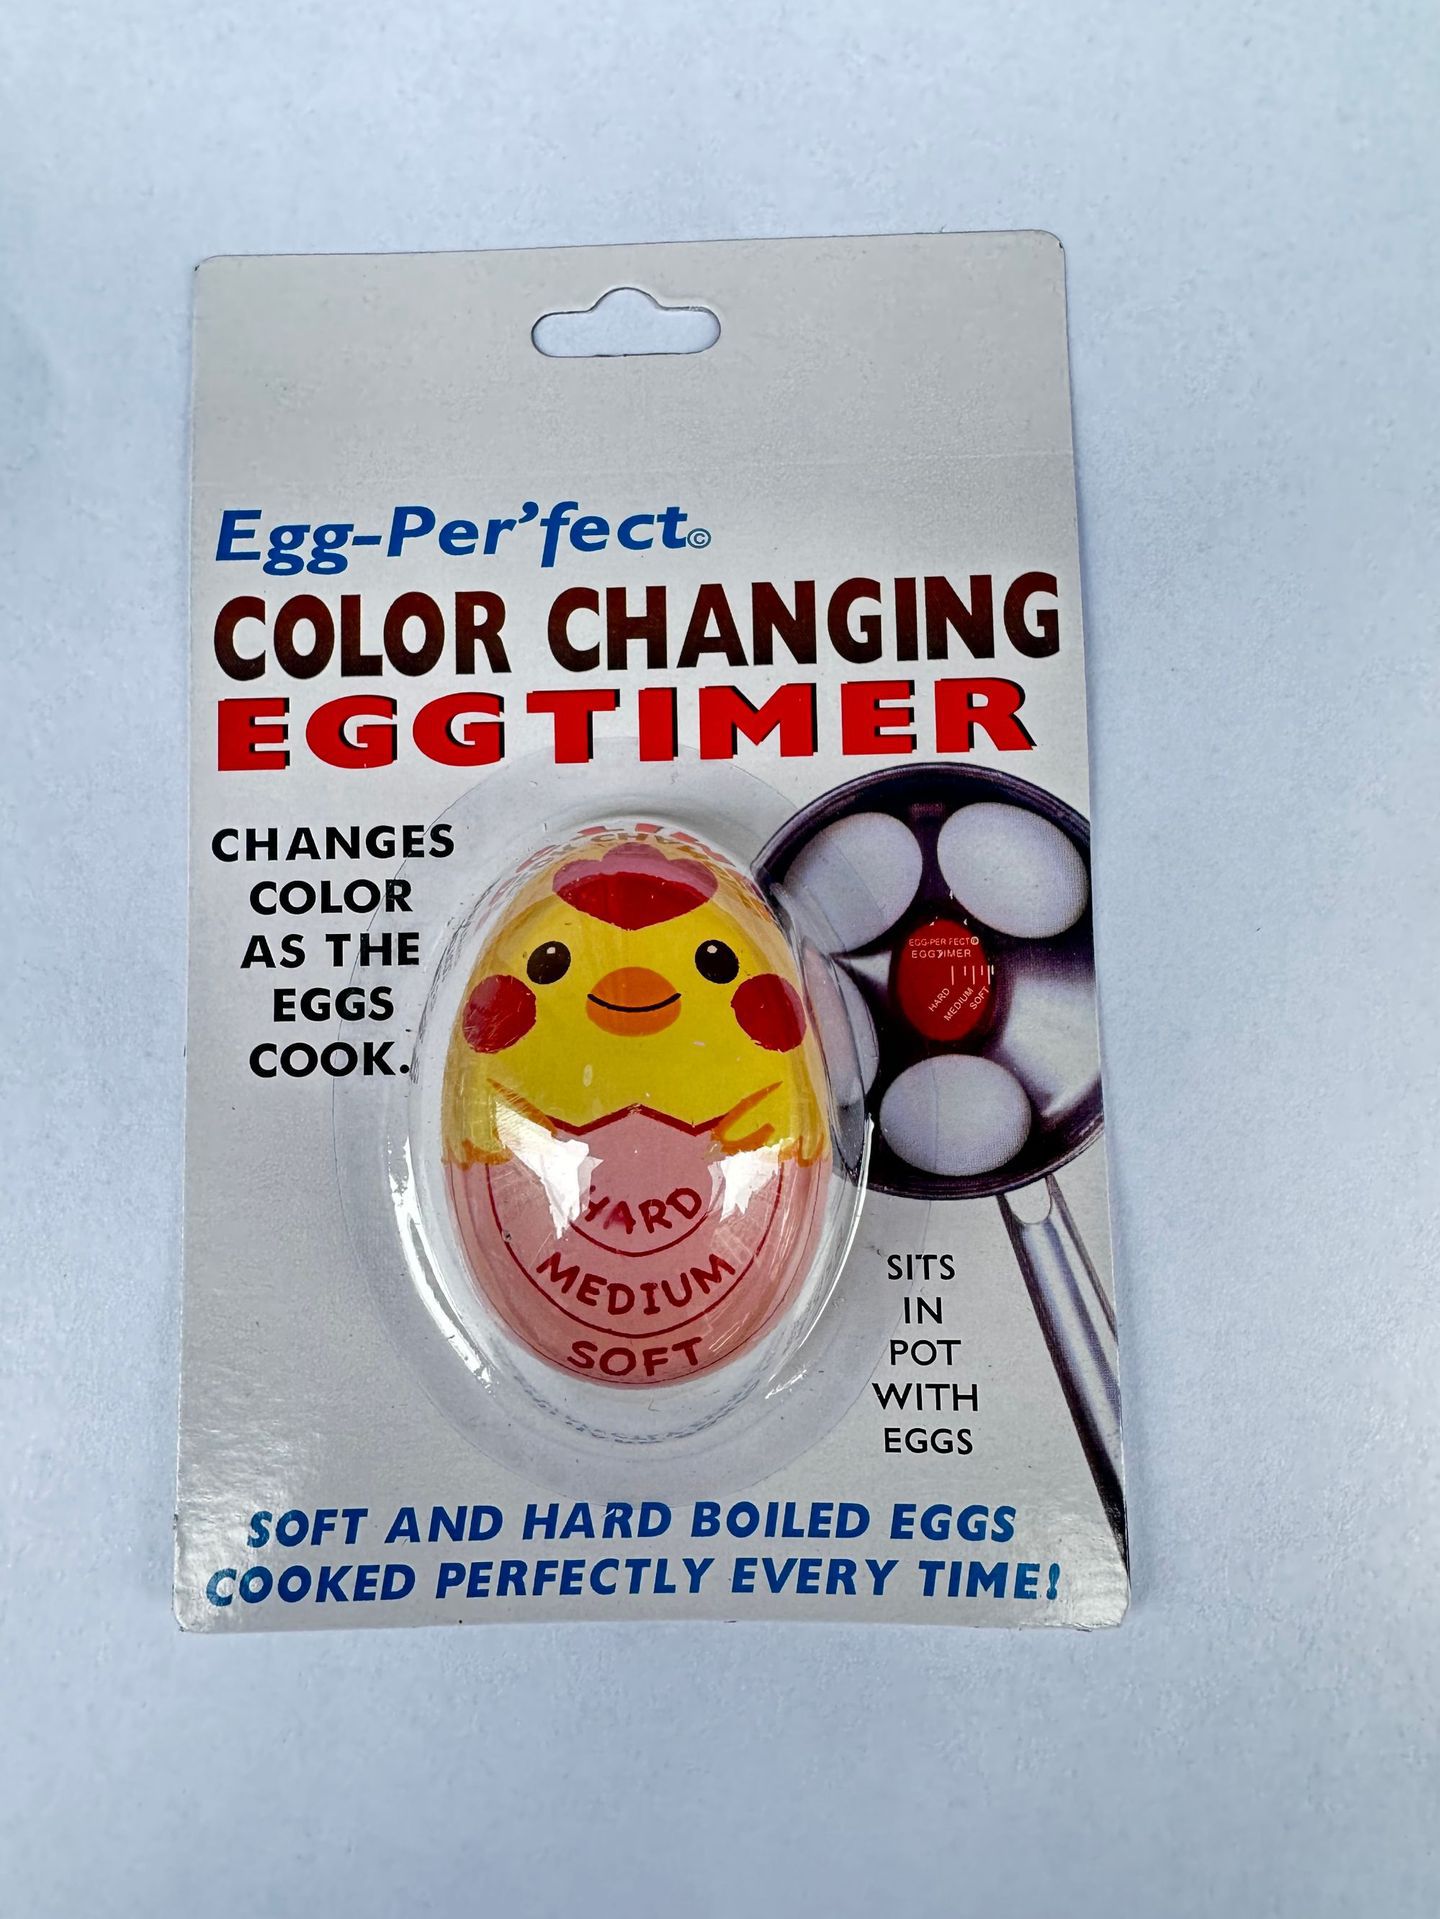 Egg-Per'fect©
COLOR CHANGING
EGGTIMER
CHANGES
COLOR
AS THE
EGGS
COOK.
EGG-PER'FECT©
EGGTIMER
HARD
MEDIUM
SOFT
HARD
MEDIUM
SOFT
SITS
IN
POT
WITH
EGGS
SOFT AND HARD BOILED EGGS
COOKED PERFECTLY EVERY TIME!